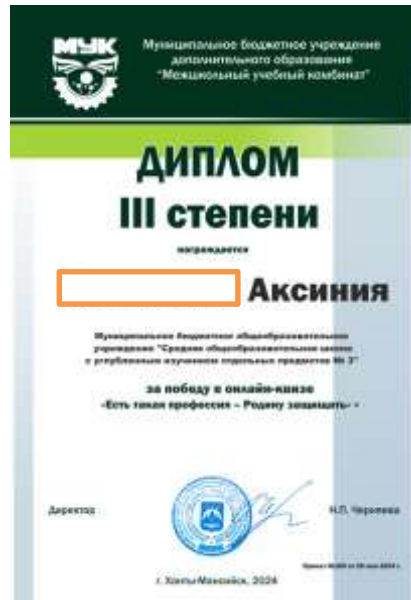 МУК
Муниципальное бюджетное учреждение
дополнительного образования
"Межшкольный учебный комбинат"
ДИПЛОМ
III степени
награждается
Аксиния
Муниципальное бюджетное общеобразовательное
учреждение "Средняя общеобразовательная школа
с углубленным изучением отдельных предметов № 3"
за победу в онлайн-квизе
«Есть такая профессия – Родину защищать»
Директор
Н.П.
г. Ханты-Мансийск, 2024